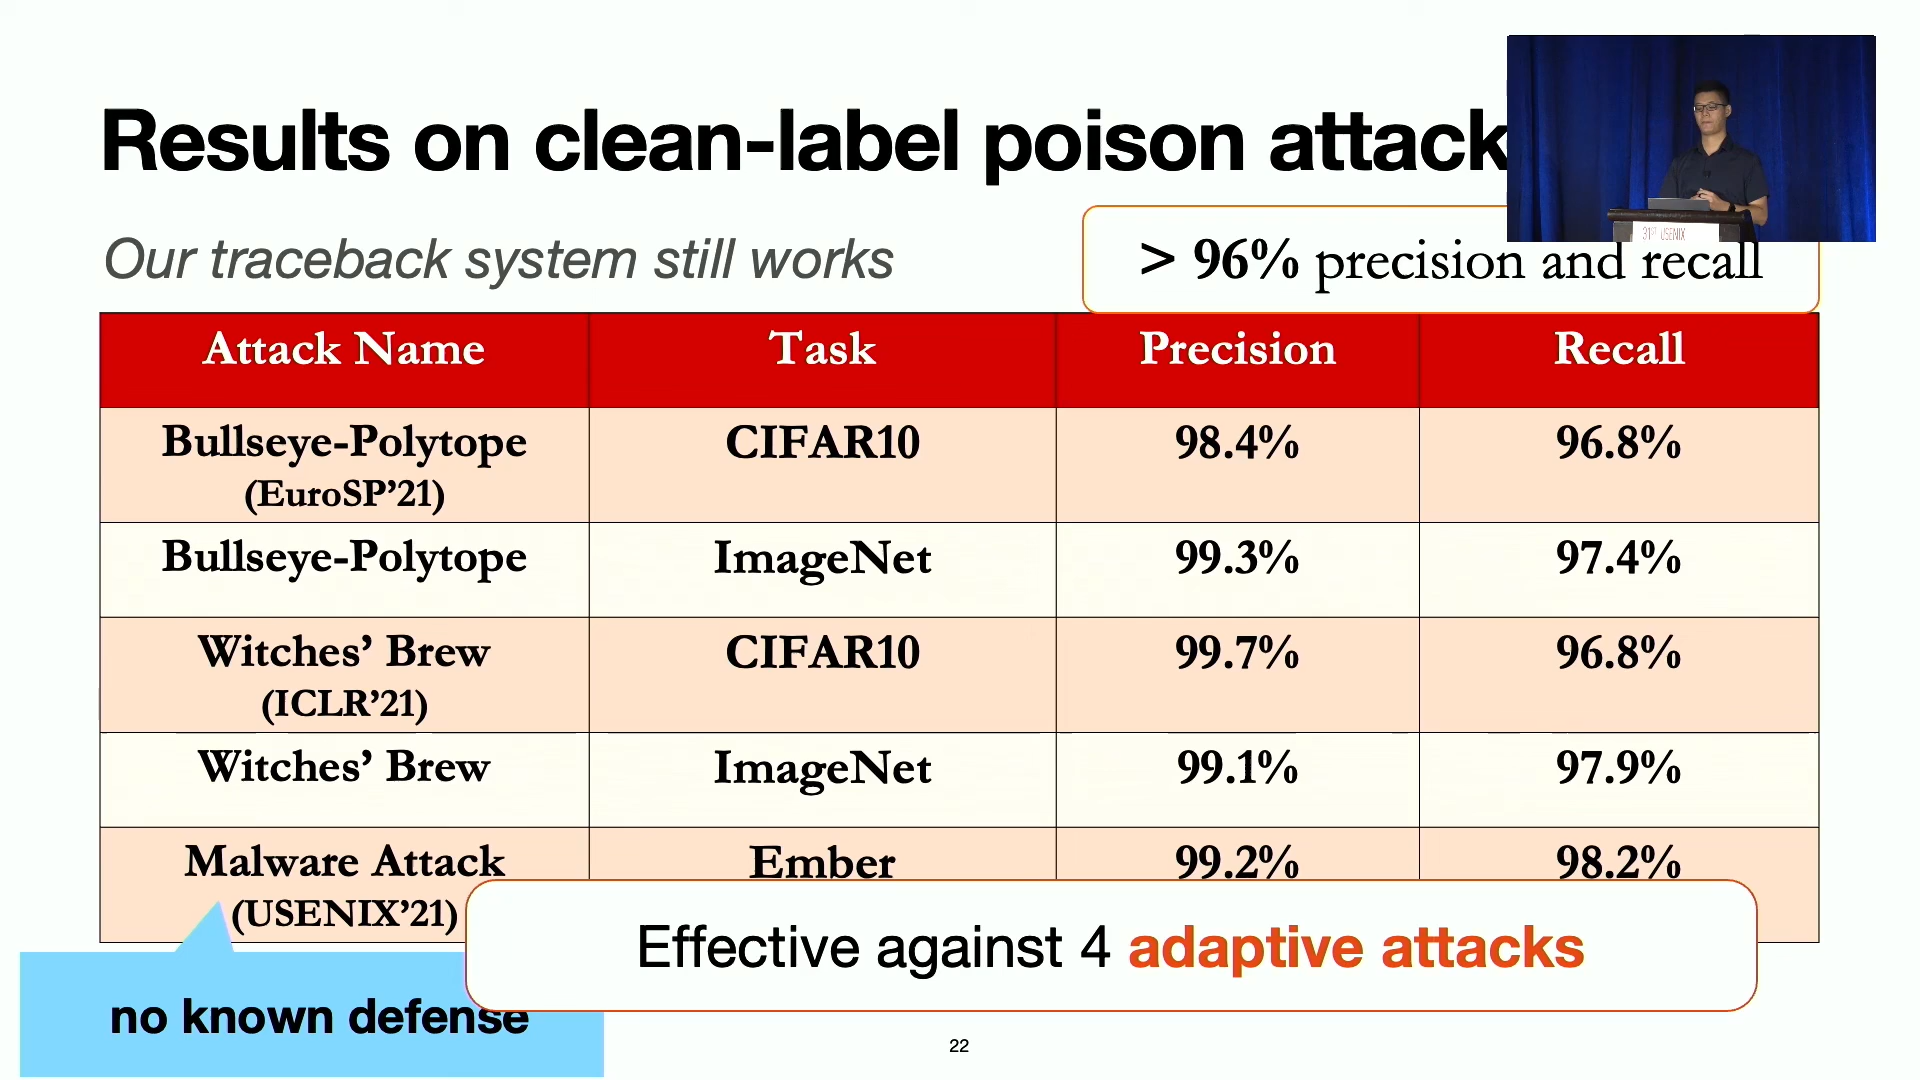 Results on clean-label poison attack
31ST USENIX
Our traceback system still works
> 96% precision and recall
Attack Name Task Precision Recall
Bullseye-Polytope CIFAR10 98.4% 96.8%
(EuroSP’21)
Bullseye-Polytope ImageNet 99.3% 97.4%
Witches’ Brew CIFAR10 99.7% 96.8%
(ICLR’21)
Witches’ Brew ImageNet 99.1% 97.9%
Malware Attack Ember 99.2% 98.2%
(USENIX’21)
Effective against 4 adaptive attacks
no known defense
22